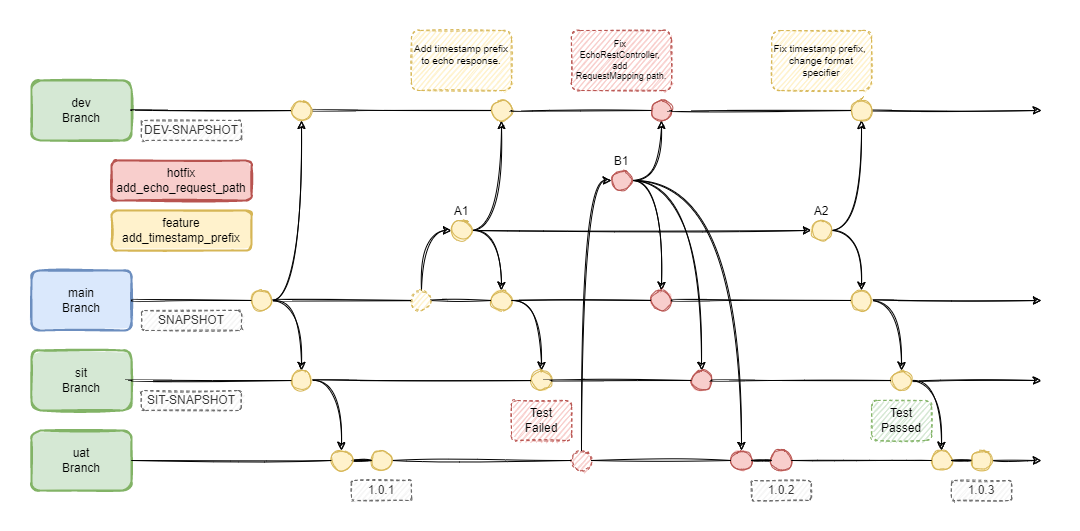 Add timestamp prefix
to echo response.
Fix
EchoRestController,
add
RequestMapping path.
Fix timestamp prefix,
change format
specifier
dev
Branch
DEV-SNAPSHOT
hotfix
add_echo_request_path
B1
feature
add_timestamp_prefix
A1
A2
main
Branch
SNAPSHOT
sit
Branch
SIT-SNAPSHOT
Test
Failed
Test
Passed
uat
Branch
1.0.1
1.0.2
1.0.3